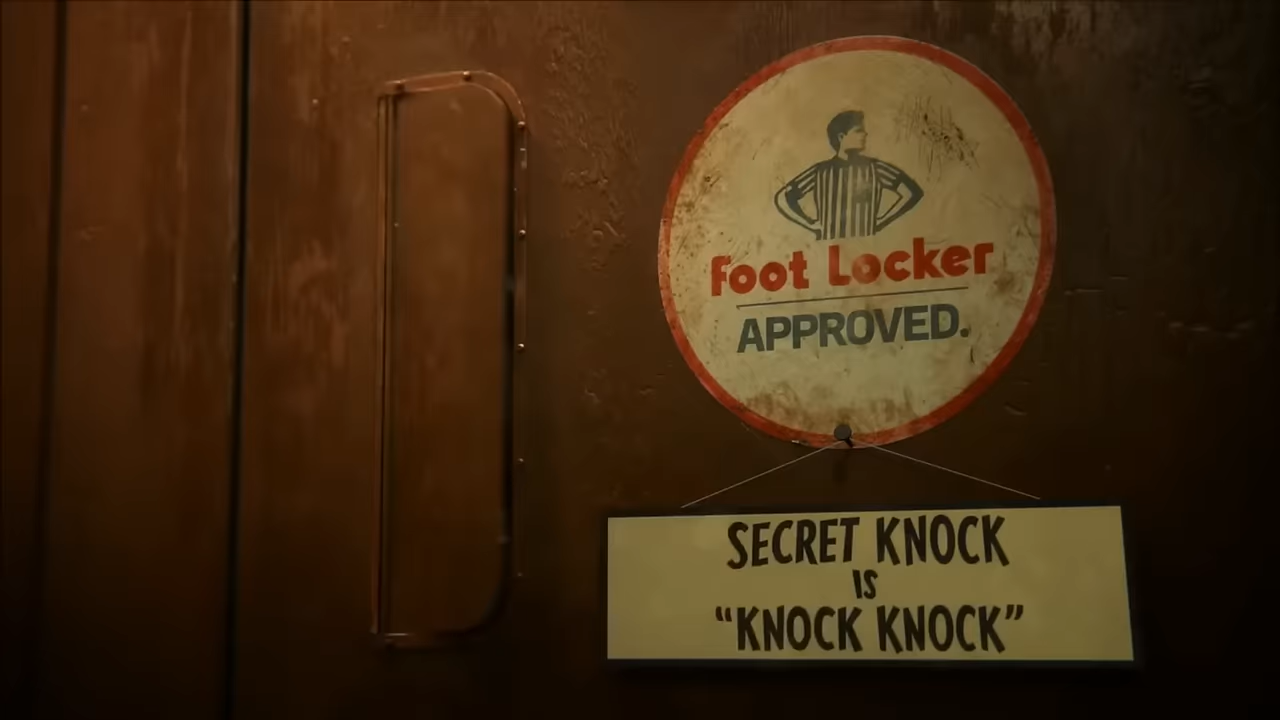 Foot Locker
APPROVED.
SECRET KNOCK
IS
“KNOCK KNOCK”